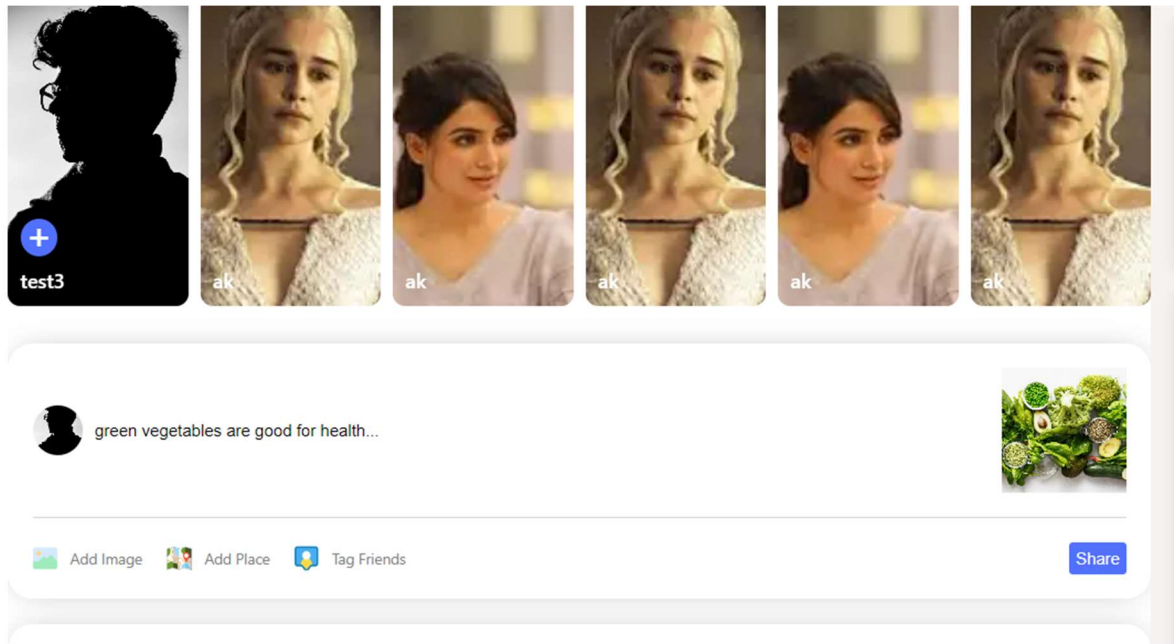 test3
ak
ak
ak
ak
ak
green vegetables are good for health...
Add Image
Add Place
Tag Friends
Share